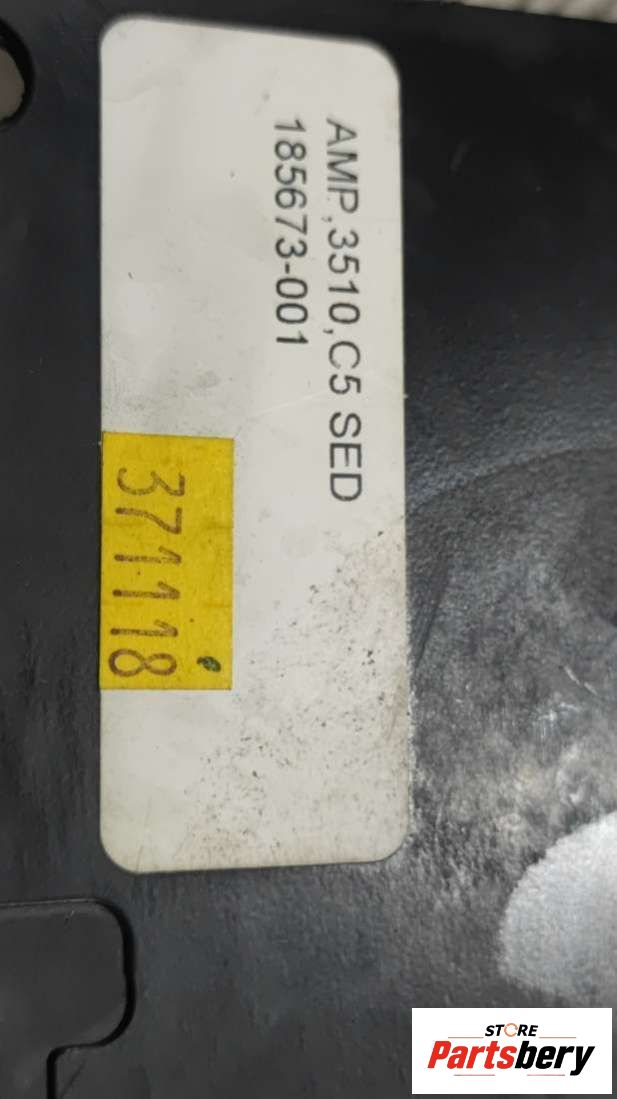 AMP,3510,C5 SED
185673-001
371118
STORE
Partsbery